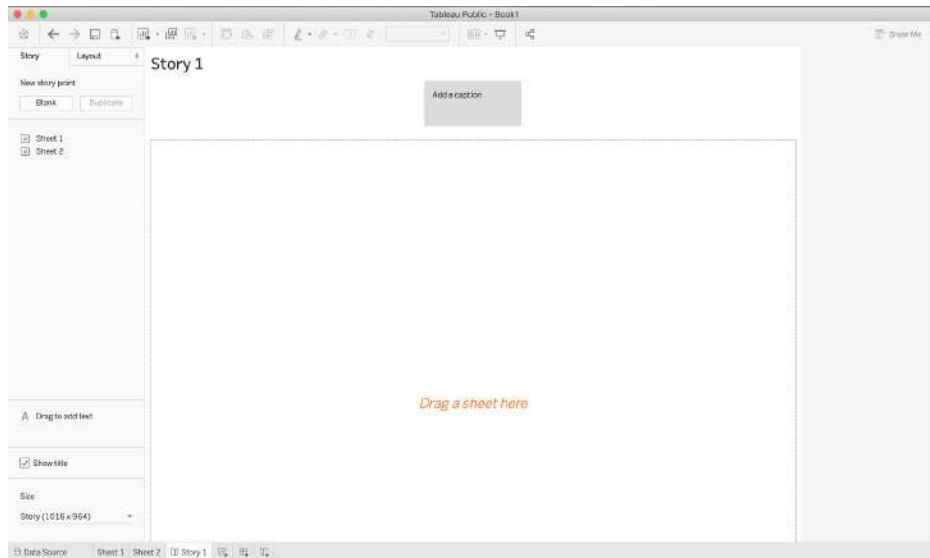 Tableau Public - Book1
Show Me
Story
Layout
Story 1
New story point
Blank
Duplicate
Add a caption
Sheet 1
Sheet 2
Drag a sheet here
A Drag to add text
Show title
Size
Story (1016 x 964)
Data Source
Sheet 1
Sheet 2
Story 1